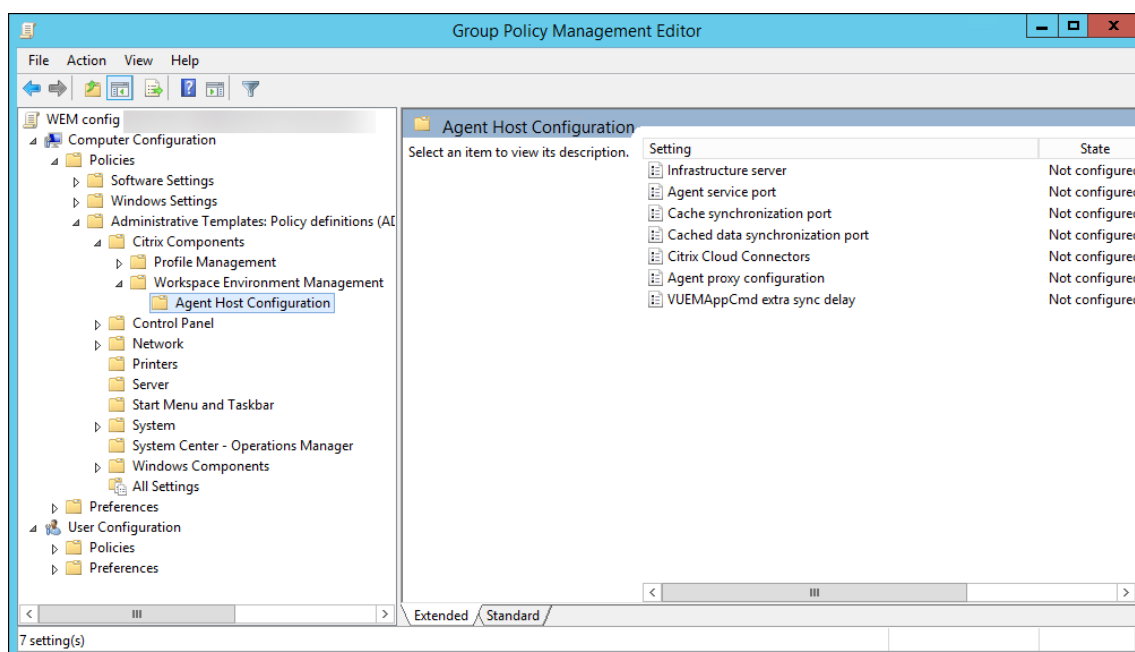 Group Policy Management Editor
File Action View Help
WEM config
Computer Configuration
Policies
Software Settings
Windows Settings
Administrative Templates: Policy definitions (AD
Citrix Components
Profile Management
Workspace Environment Management
Agent Host Configuration
Control Panel
Network
Printers
Server
Start Menu and Taskbar
System
System Center - Operations Manager
Windows Components
All Settings
Preferences
User Configuration
Policies
Preferences
Agent Host Configuration
Select an item to view its description.
Setting State
Infrastructure server Not configured
Agent service port Not configured
Cache synchronization port Not configured
Cached data synchronization port Not configured
Citrix Cloud Connectors Not configured
Agent proxy configuration Not configured
VUEMAppCmd extra sync delay Not configured
Extended Standard
7 setting(s)